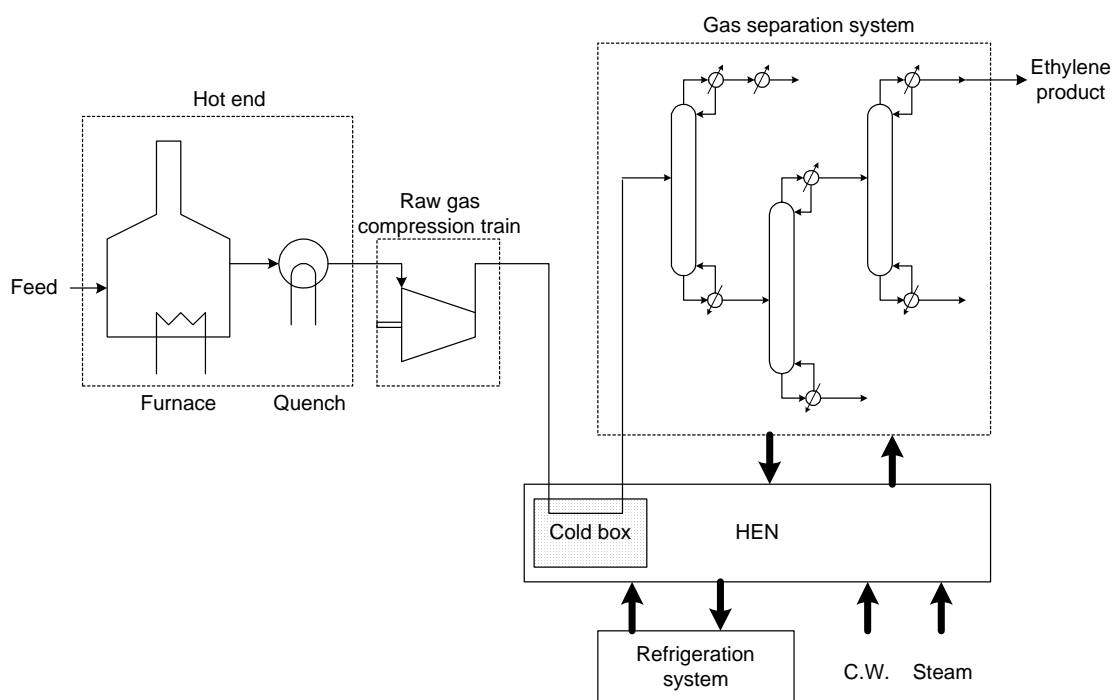 Gas separation system
Ethylene
product
Hot end
Raw gas
compression train
Feed
Furnace
Quench
Cold box
HEN
Refrigeration
system
C.W.
Steam